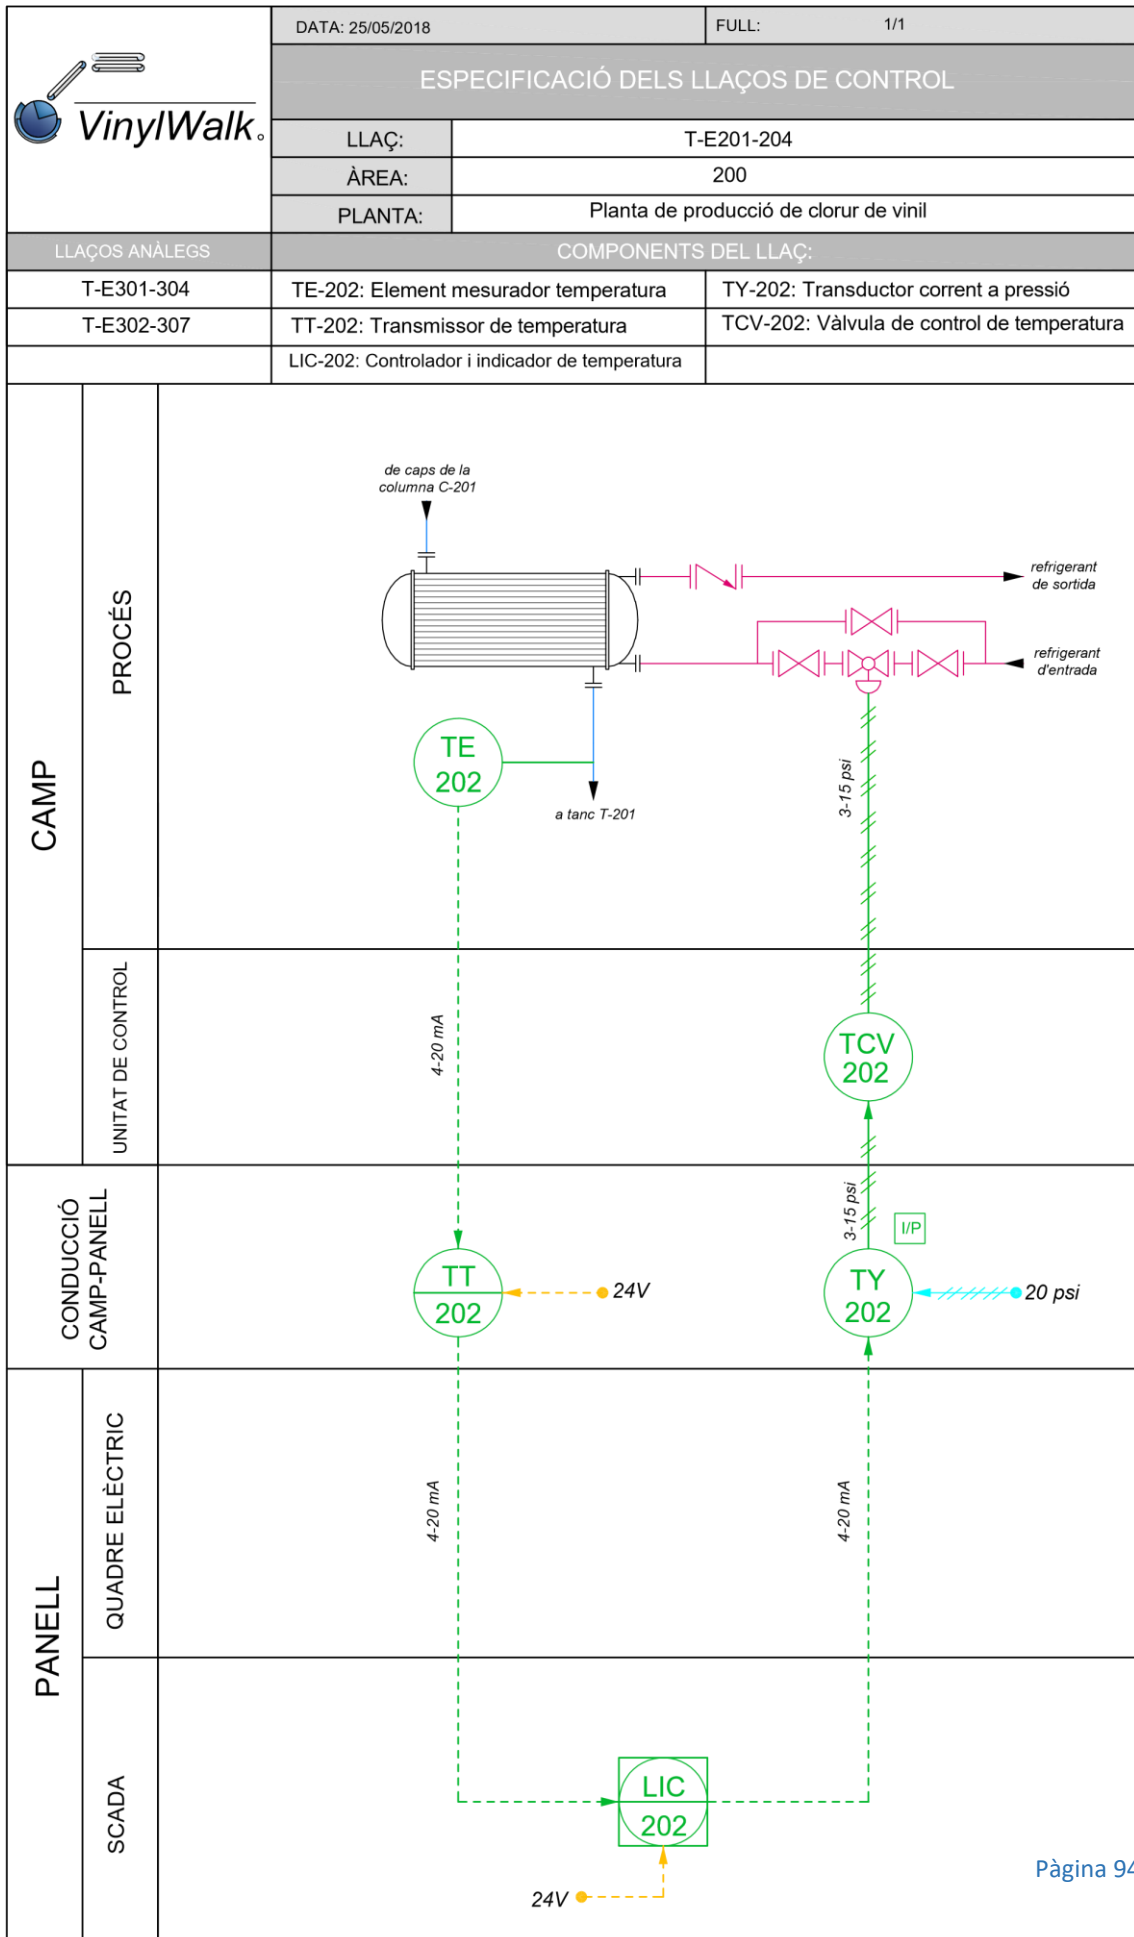 DATA: 25/05/2018
FULL: 1/1
VinylWalk.
ESPECIFICACIÓ DELS LLAÇOS DE CONTROL
LLAÇ: T-E201-204
ÀREA: 200
PLANTA: Planta de producció de clorur de vinil
LLAÇOS ANÀLEGS
COMPONENTS DEL LLAÇ:
T-E301-304
TE-202: Element mesurador temperatura
TY-202: Transductor corrent a pressió
T-E302-307
TT-202: Transmissor de temperatura
TCV-202: Vàlvula de control de temperatura
LIC-202: Controlador i indicador de temperatura
CAMP
PROCÉS
de caps de la
columna C-201
refrigerant
de sortida
refrigerant
d'entrada
TE
202
a tanc T-201
3-15 psi
UNITAT DE CONTROL
4-20 mA
TCV
202
CONDUCCIÓ
CAMP-PANELL
3-15 psi
I/P
TT
202
24V
TY
202
20 psi
PANELL
QUADRE ELÈCTRIC
4-20 mA
4-20 mA
SCADA
LIC
202
24V
Pàgina 94